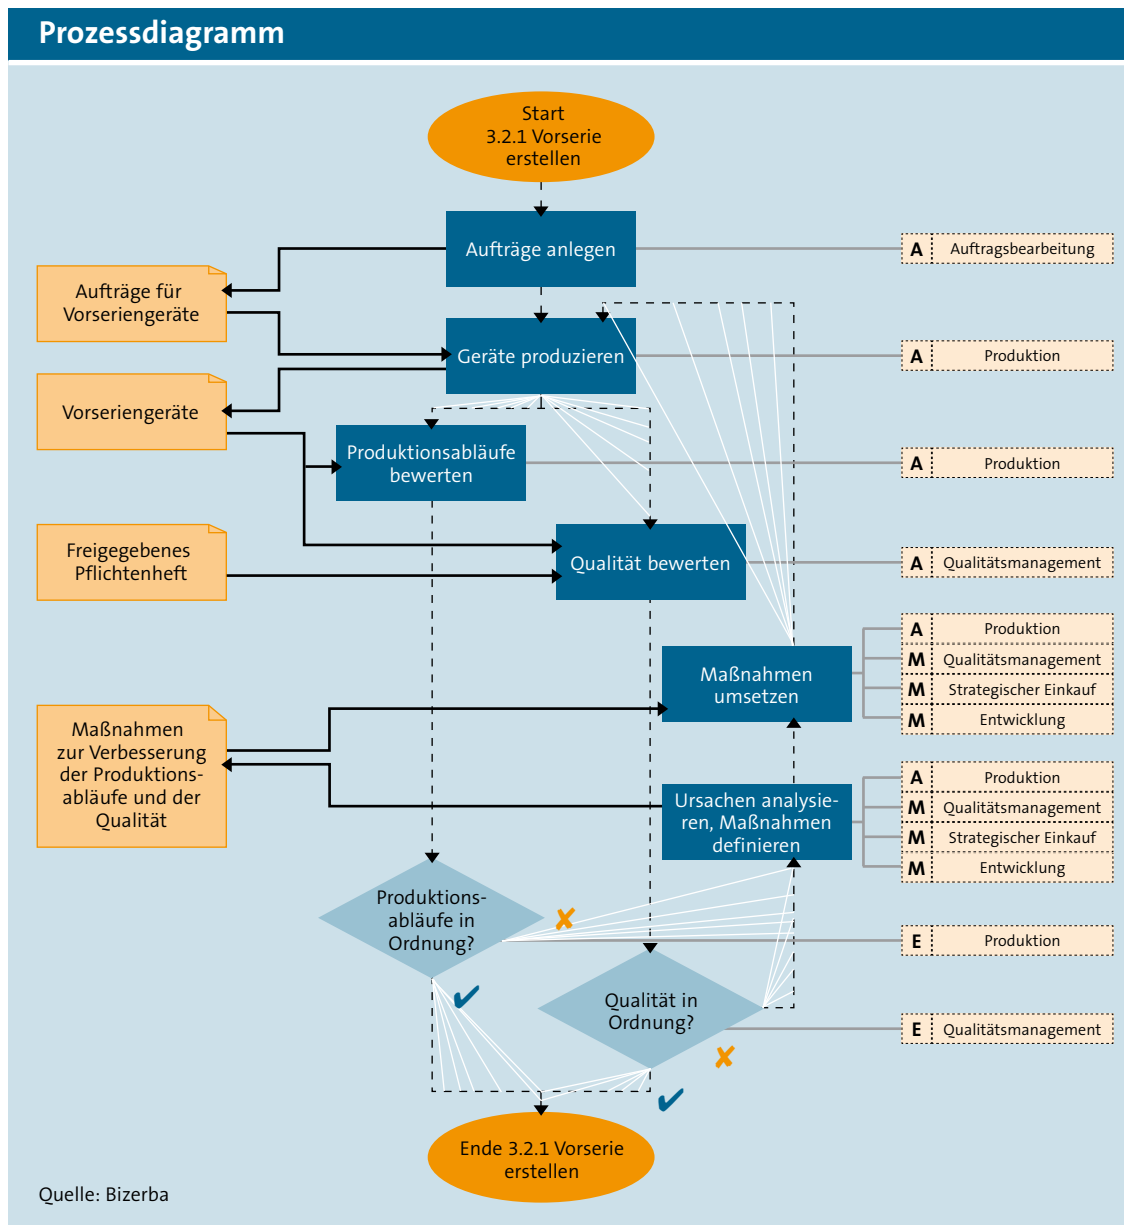 Prozessdiagramm
Start
3.2.1 Vorserie
erstellen
Aufträge anlegen
A Auftragsbearbeitung
Aufträge für
Vorseriengeräte
Geräte produzieren
A Produktion
Vorseriengeräte
Produktionsabläufe
bewerten
A Produktion
Freigegebenes
Pflichtenheft
Qualität bewerten
A Qualitätsmanagement
Maßnahmen
umsetzen
A Produktion
M Qualitätsmanagement
M Strategischer Einkauf
M Entwicklung
Maßnahmen
zur Verbesserung
der Produktions-
abläufe und der
Qualität
Ursachen analysie-
ren, Maßnahmen
definieren
A Produktion
M Qualitätsmanagement
M Strategischer Einkauf
M Entwicklung
Produktions-
abläufe in
Ordnung?
E Produktion
Qualität in
Ordnung?
E Qualitätsmanagement
Ende 3.2.1 Vorserie
erstellen
Quelle: Bizerba